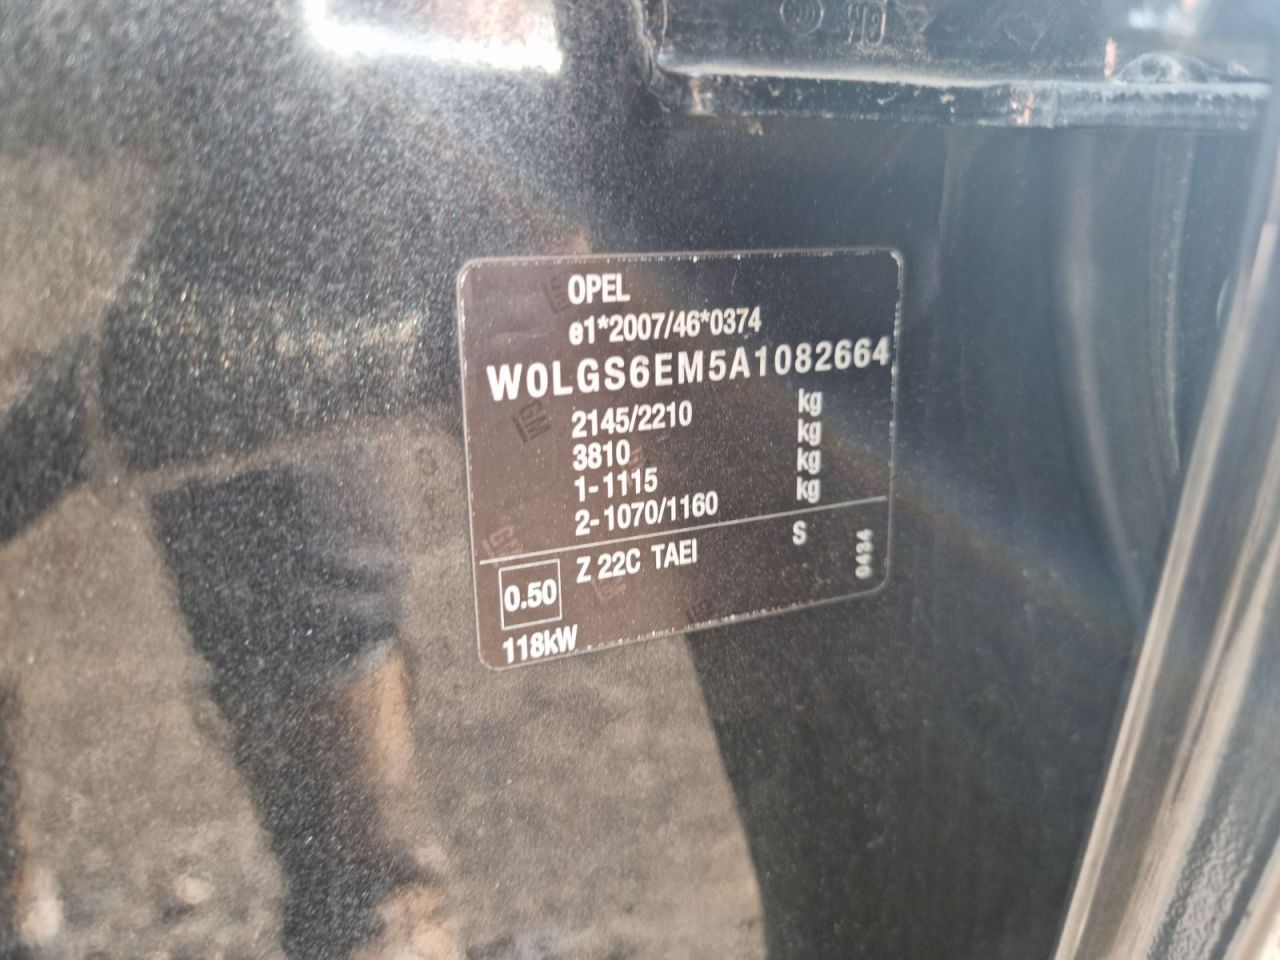 OPEL
e1*2007/46*0374
W0LGS6EM5A1082664
2145/2210 kg
3810 kg
1-1115 kg
2-1070/1160 kg
Z 22C TAEI S
0434
0.50
118kW
GM